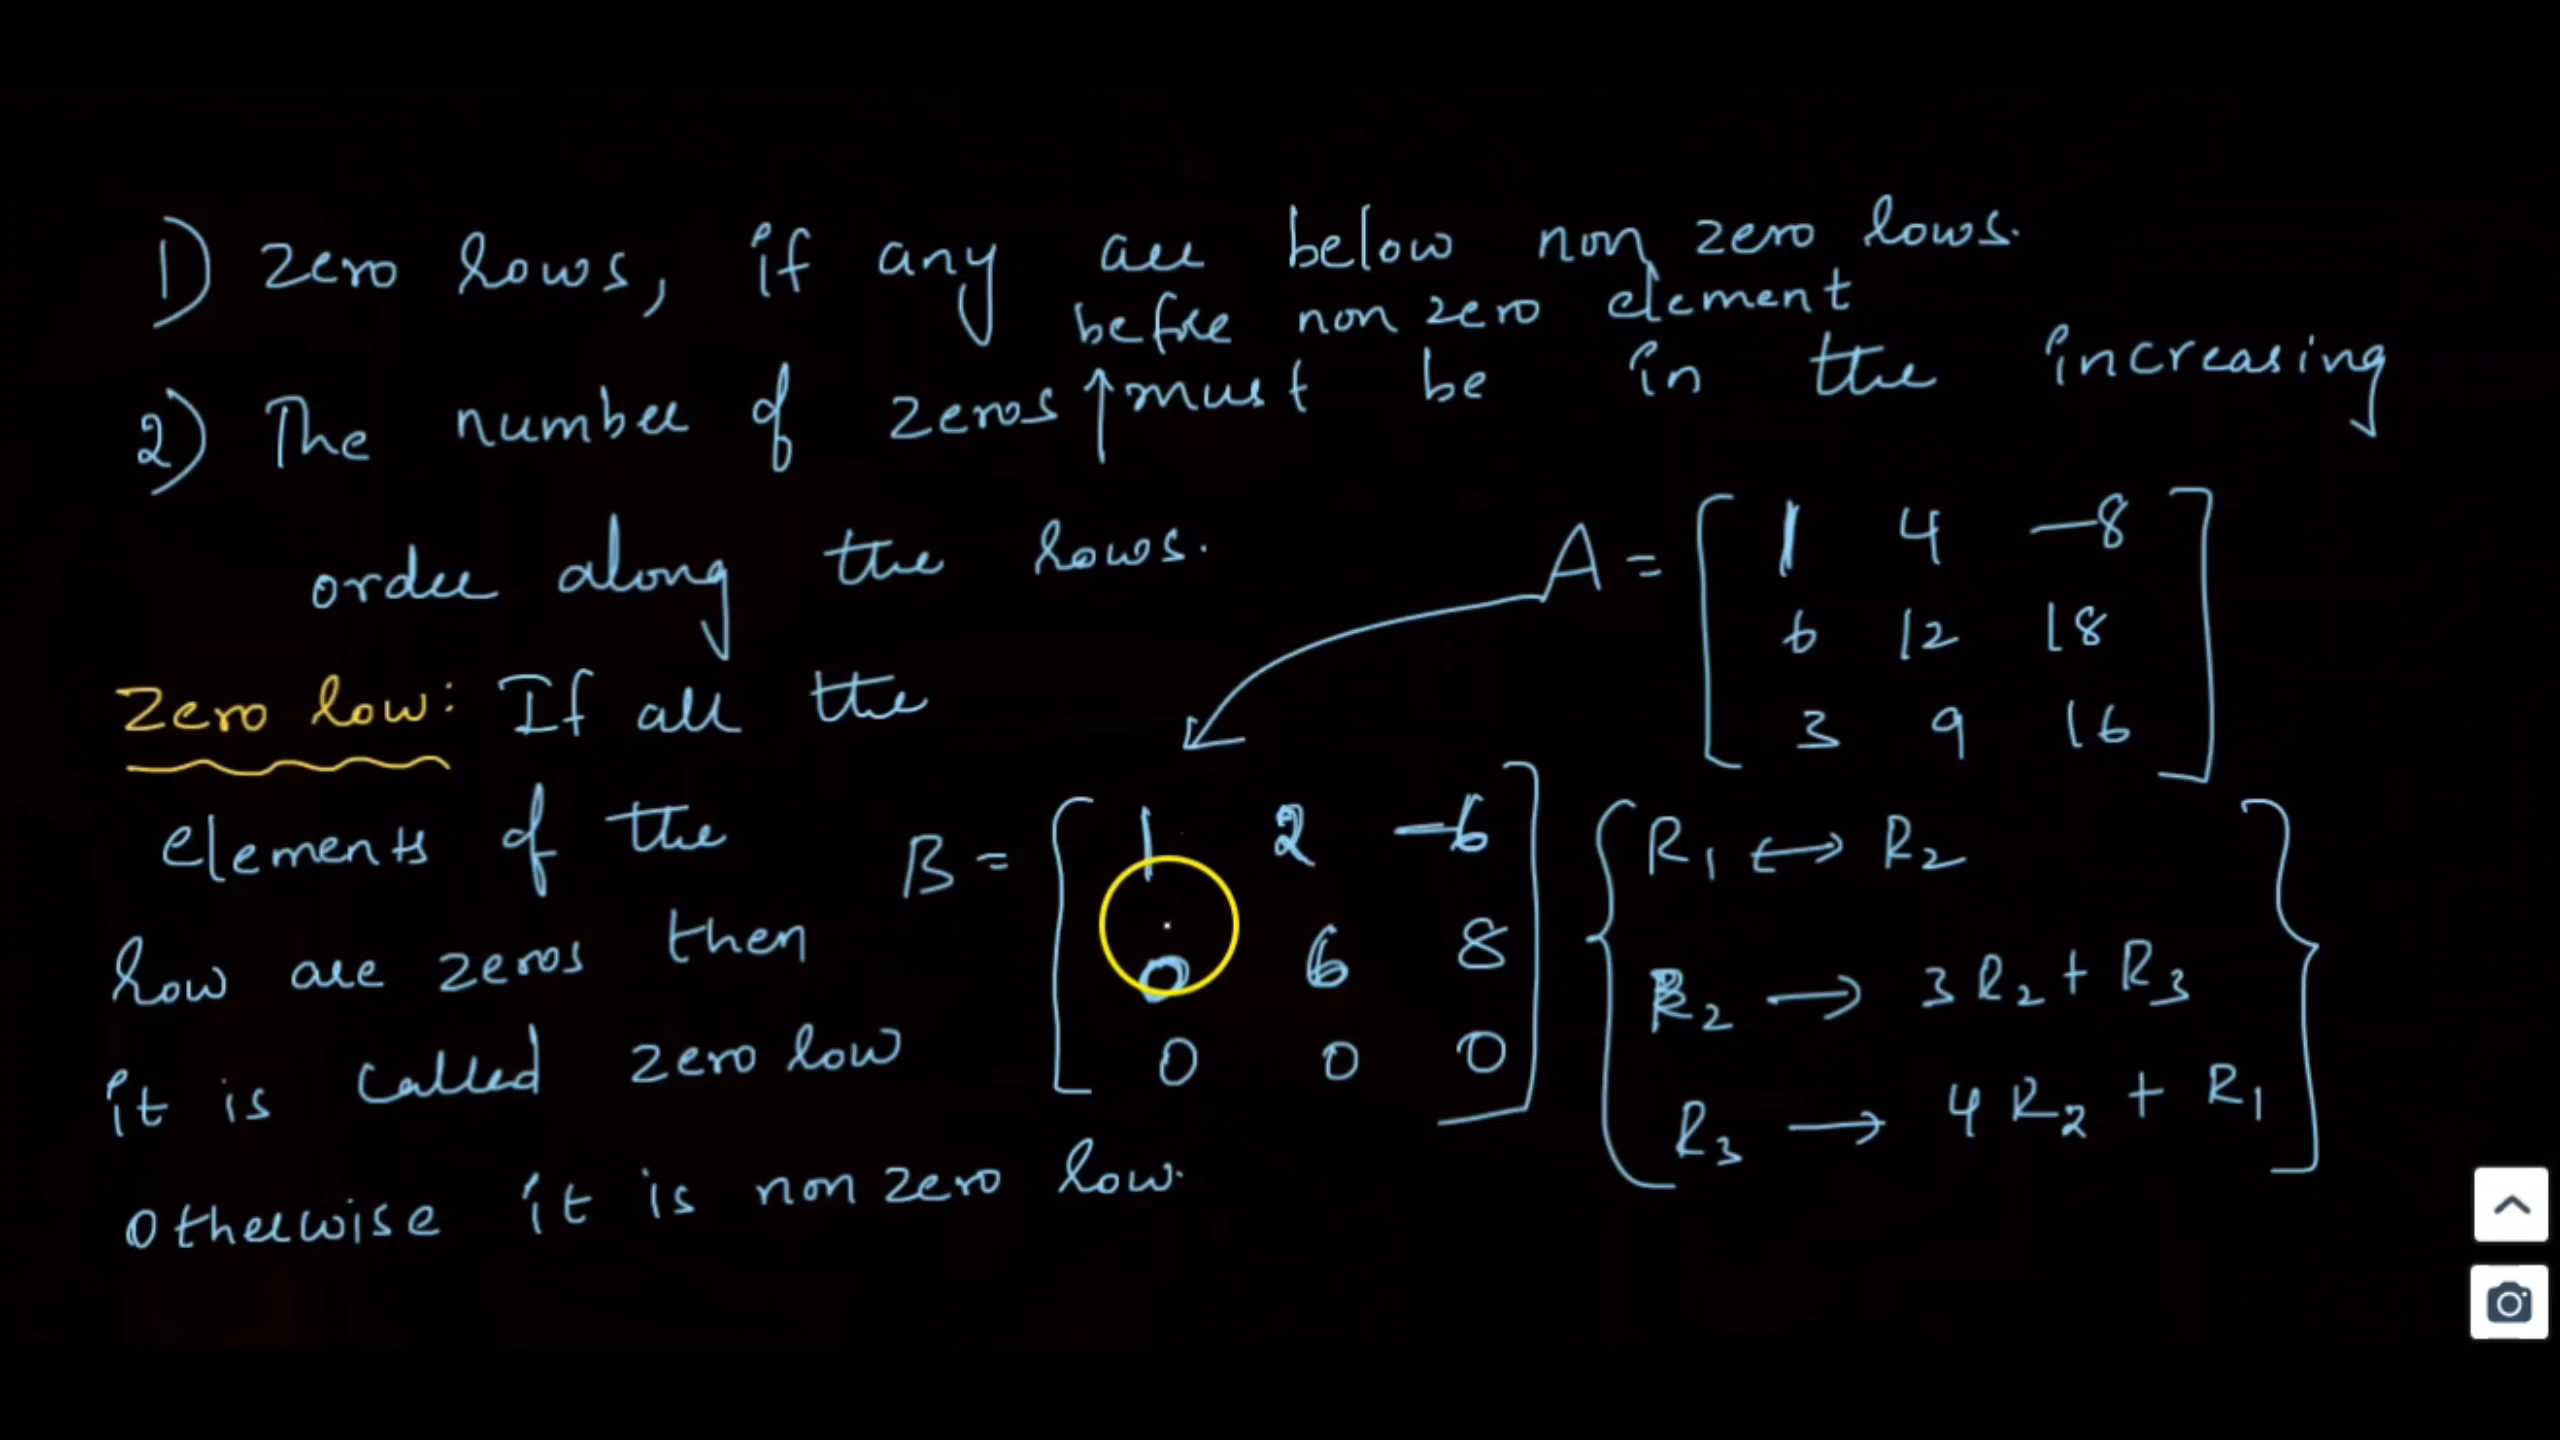 1) Zero rows, if any are below non zero rows.
before non zero element
2) The number of zeros ↑ must be in the increasing
order along the rows.
A = [ 1 4 -8
6 12 18
3 9 16 ]
Zero row: If all the
elements of the
row are zeros then
it is called zero row
otherwise it is non zero row.
B = [ 1 2 -6
0 6 8
0 0 0 ]
{ R1 ↔ R2
R2 → 3R2 + R3
R3 → 4R2 + R1 }